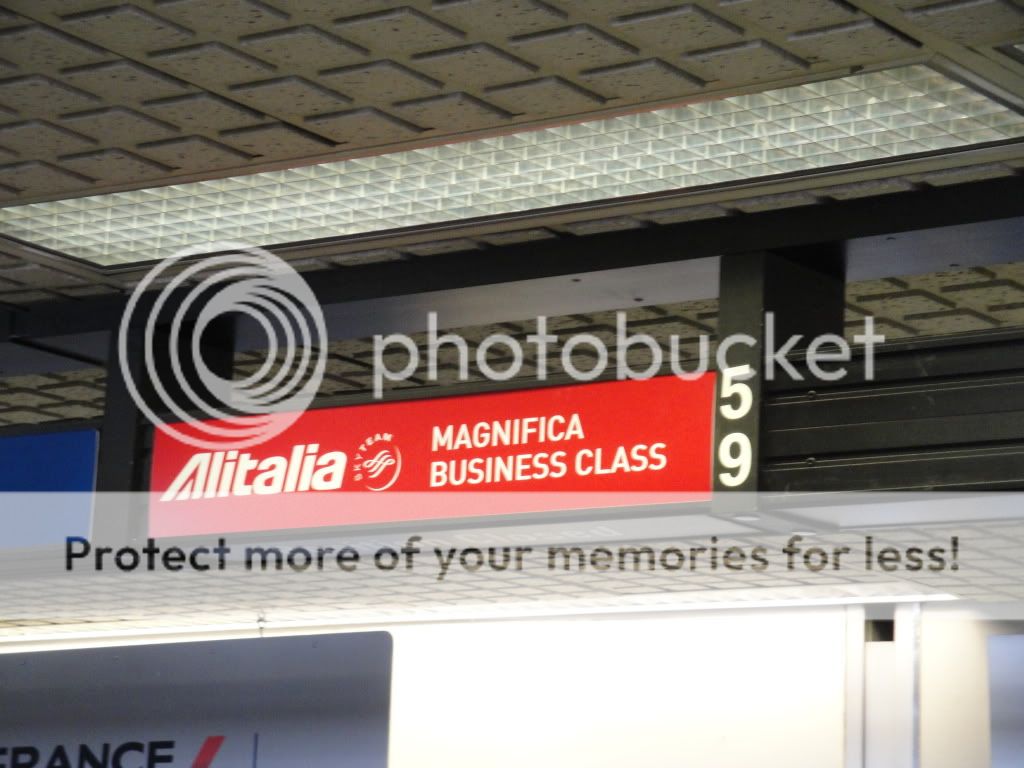 photobucket
Alitalia
SKYTEAM
MAGNIFICA
BUSINESS CLASS
5
9
Protect more of your memories for less!
FRANCE